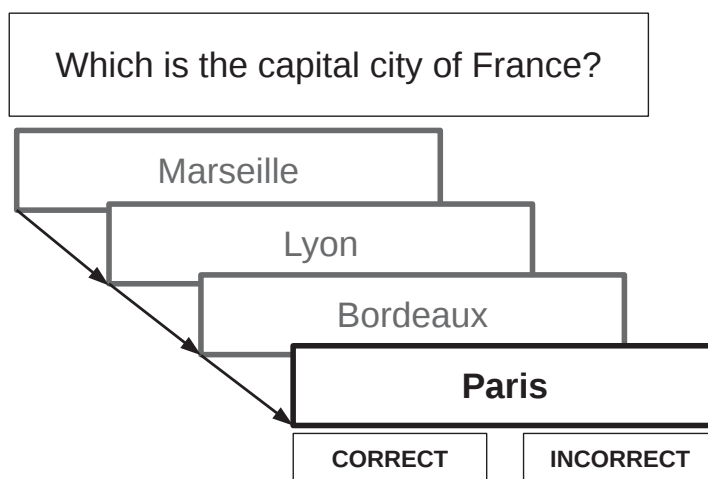 Which is the capital city of France?
Marseille
Lyon
Bordeaux
Paris
CORRECT INCORRECT